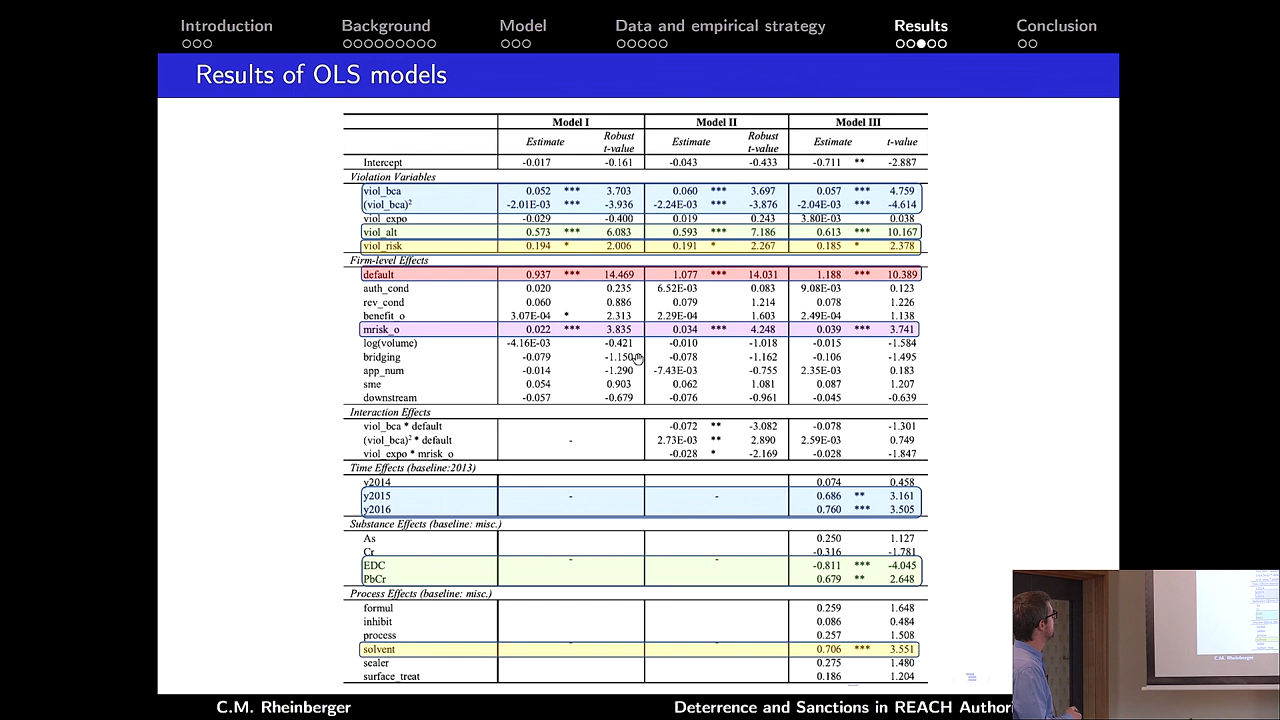 Introduction Background Model Data and empirical strategy Results Conclusion
Results of OLS models
Model I Model II Model III
Estimate Robust t-value Estimate Robust t-value Estimate t-value
Intercept -0.017 -0.161 -0.043 -0.433 -0.711 ** -2.887
Violation Variables
viol_bca 0.052 *** 3.703 0.060 *** 3.697 0.057 *** 4.759
(viol_bca)² -2.01E-03 *** -3.936 -2.24E-03 *** -3.876 -2.04E-03 *** -4.614
viol_expo -0.029 -0.400 0.019 0.243 3.80E-03 0.038
viol_alt 0.573 *** 6.083 0.593 *** 7.186 0.613 *** 10.167
viol_risk 0.194 * 2.006 0.191 * 2.267 0.185 * 2.378
Firm-level Effects
default 0.937 *** 14.469 1.077 *** 14.031 1.188 *** 10.389
auth_cond 0.020 0.235 6.52E-03 0.083 9.08E-03 0.123
rev_cond 0.060 0.886 0.079 1.214 0.078 1.226
benefit_o 3.07E-04 * 2.313 2.29E-04 1.603 2.49E-04 1.138
mrisk_o 0.022 *** 3.835 0.034 *** 4.248 0.039 *** 3.741
log(volume) -4.16E-03 -0.421 -0.010 -1.018 -0.015 -1.584
bridging -0.079 -1.150 -0.078 -1.162 -0.106 -1.495
app_num -0.014 -1.290 -7.43E-03 -0.755 2.35E-03 0.183
sme 0.054 0.903 0.062 1.081 0.087 1.207
downstream -0.057 -0.679 -0.076 -0.961 -0.045 -0.639
Interaction Effects
viol_bca * default -0.072 ** -3.082 -0.078 -1.301
(viol_bca)² * default - 2.73E-03 ** 2.890 2.59E-03 0.749
viol_expo * mrisk_o -0.028 * -2.169 -0.028 -1.847
Time Effects (baseline:2013)
y2014 0.074 0.458
y2015 - - 0.686 ** 3.161
y2016 0.760 *** 3.505
Substance Effects (baseline: misc.)
As 0.250 1.127
Cr - - -0.316 -1.781
EDC -0.811 *** -4.045
PbCr 0.679 ** 2.648
Process Effects (baseline: misc.)
formul 0.259 1.648
inhibit 0.086 0.484
process 0.257 1.508
solvent - - 0.706 *** 3.551
sealer 0.275 1.480
surface_treat 0.186 1.204
C.M. Rheinberger
C.M. Rheinberger Deterrence and Sanctions in REACH Author